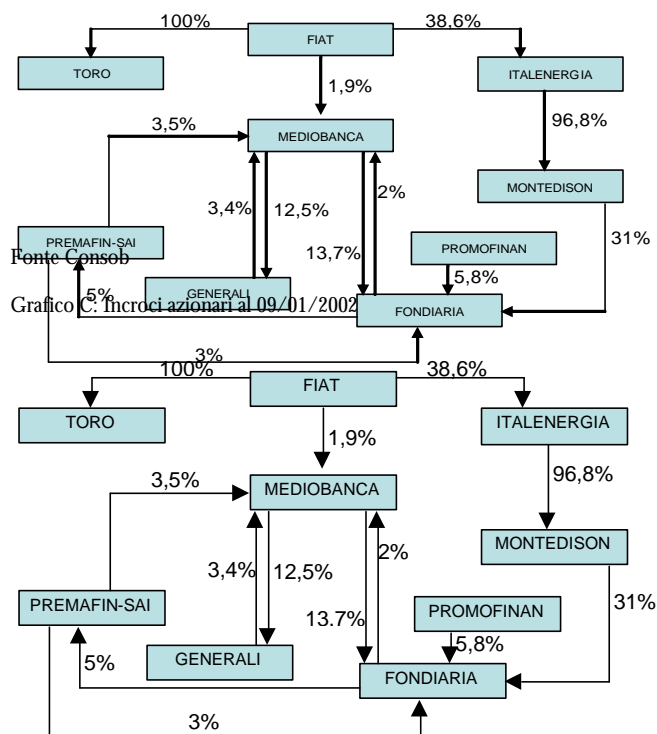 100%
FIAT
38,6%
TORO
ITALENERGIA
1,9%
3,5%
MEDIOBANCA
96,8%
3,4%
12,5%
2%
MONTEDISON
PREMAFIN-SAI
13,7%
PROMOFINAN
31%
Fonte Consob
5%
GENERALI
5,8%
Grafico C: Incroci azionari al 09/01/2002
FONDIARIA
3%
100%
FIAT
38,6%
TORO
ITALENERGIA
1,9%
3,5%
MEDIOBANCA
96,8%
3,4%
12,5%
2%
MONTEDISON
PREMAFIN-SAI
13.7%
PROMOFINAN
31%
5%
GENERALI
5,8%
FONDIARIA
3%